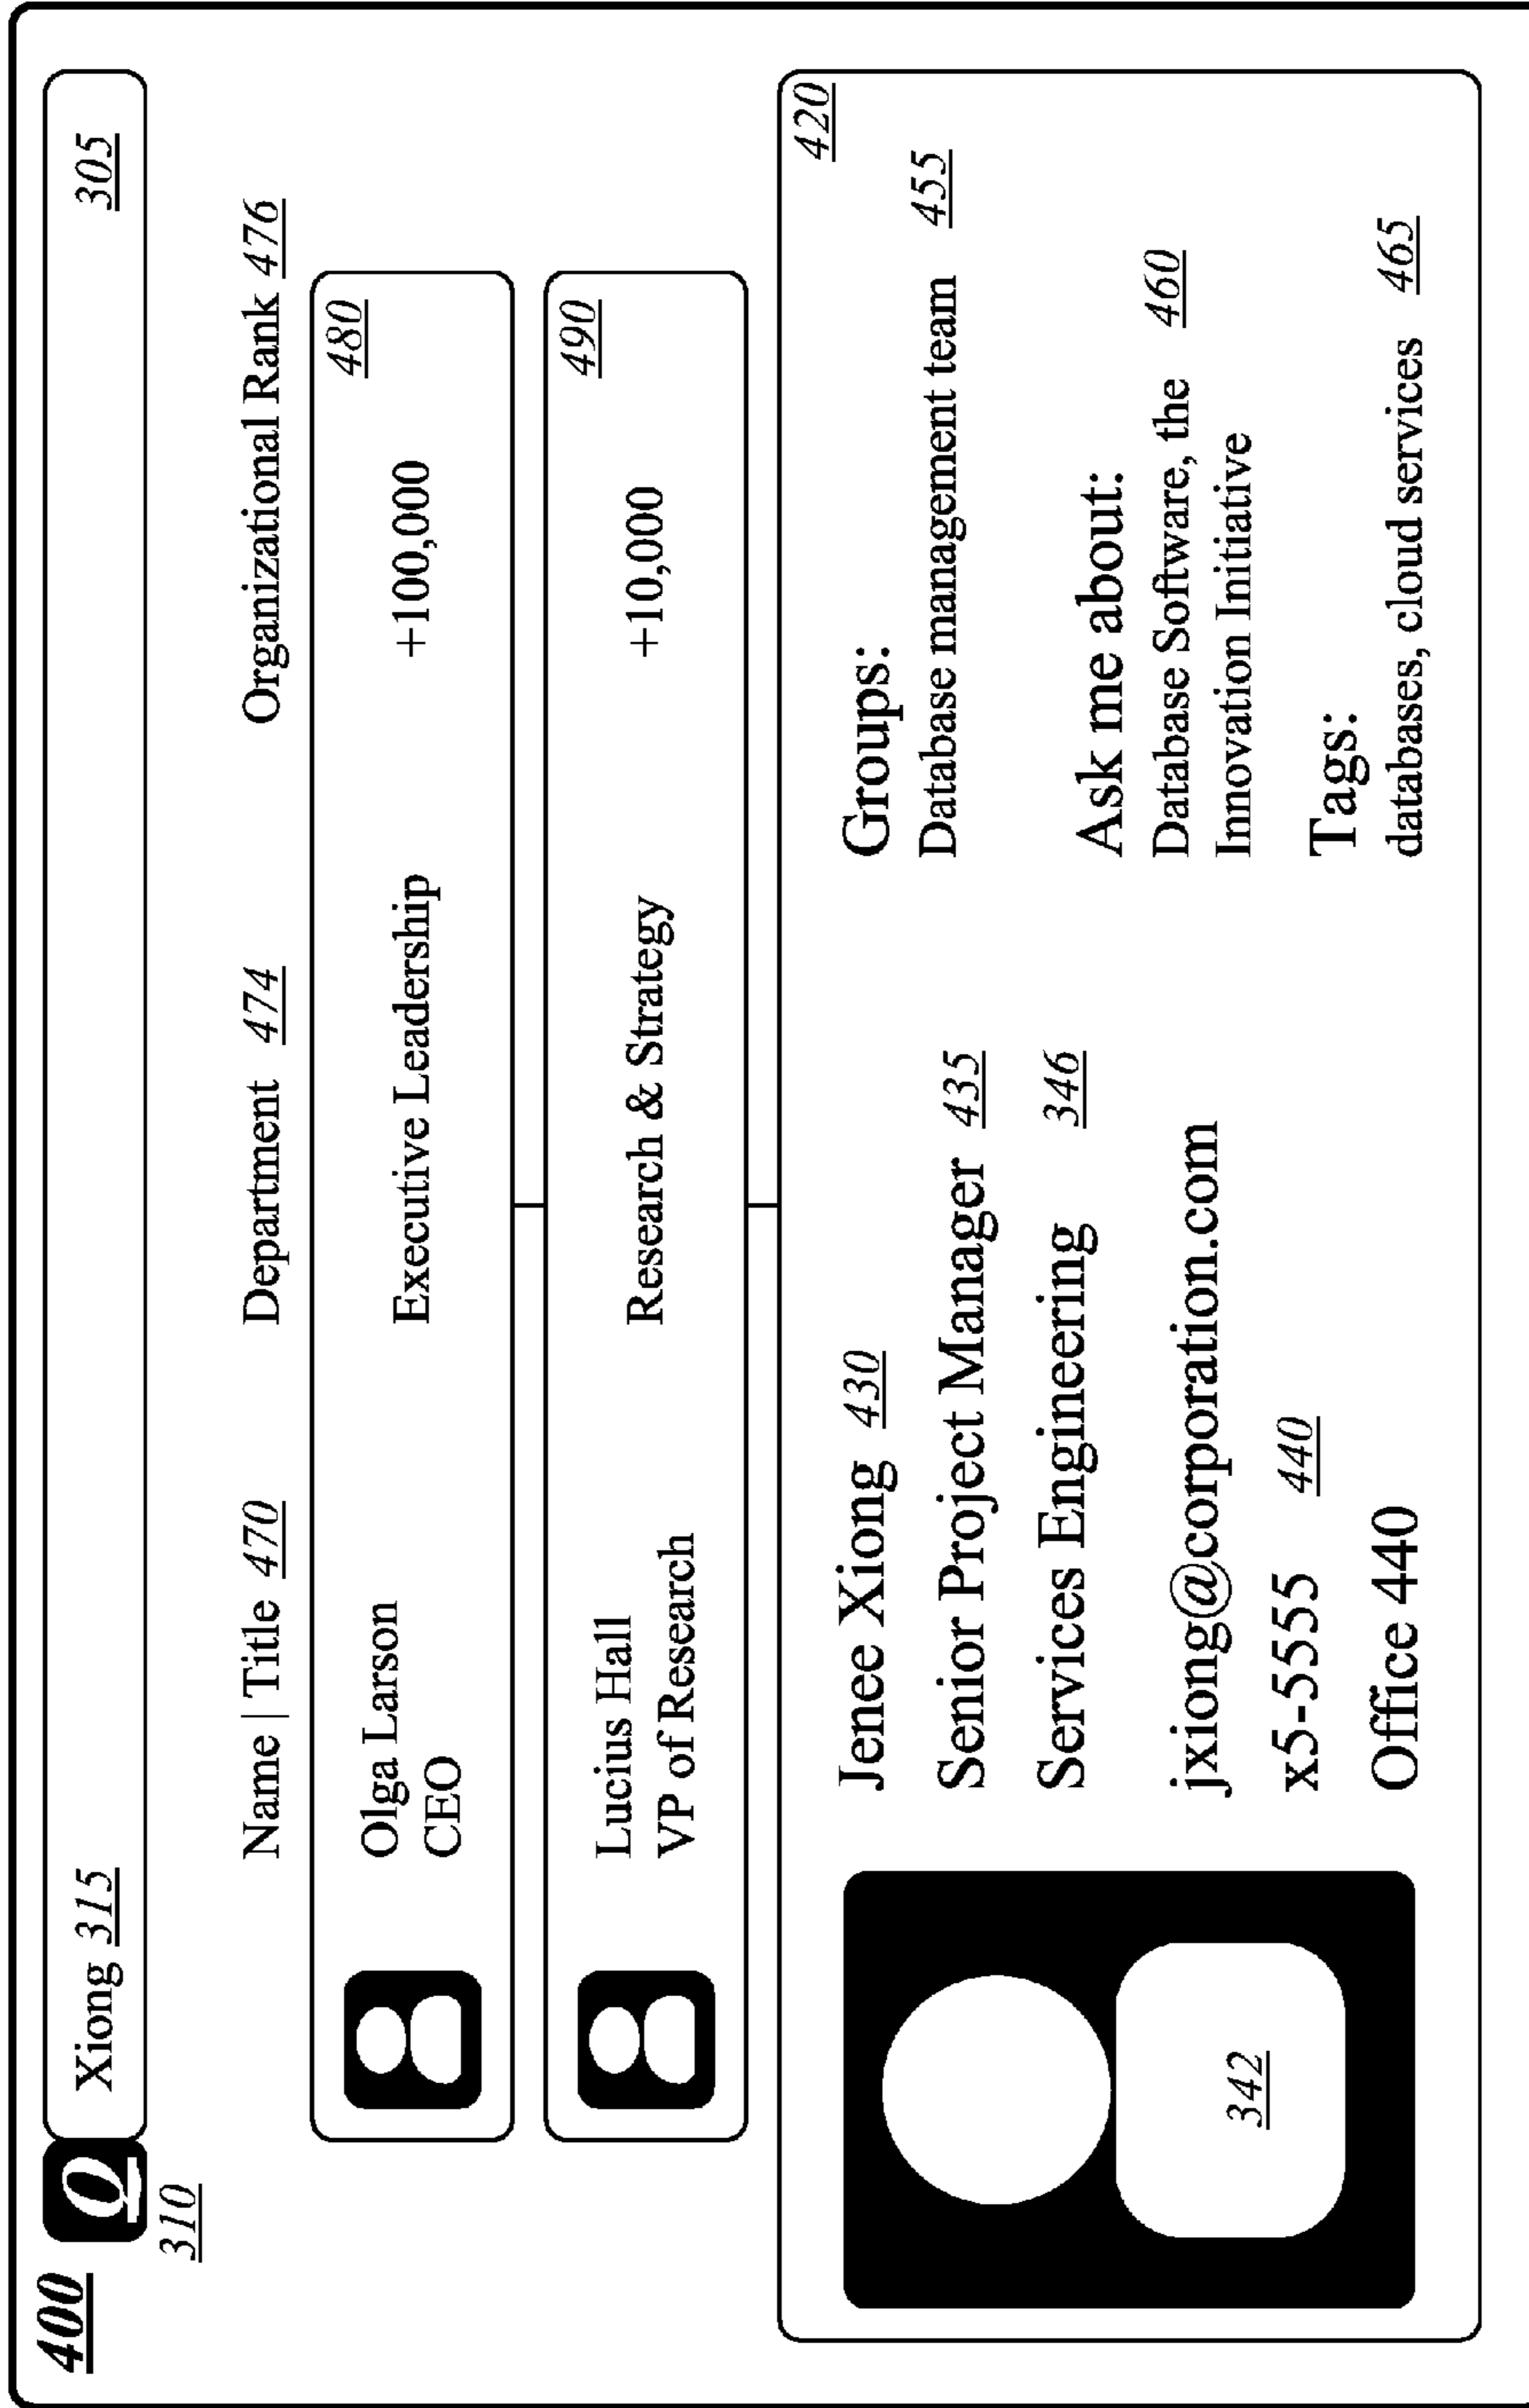 400
Q
310
Xiong 315
305
Name | Title 470
Department 474
Organizational Rank 476
Olga Larson
CEO
Executive Leadership
+100,000
480
Lucius Hall
VP of Research
Research & Strategy
+10,000
490
420
342
Jenee Xiong 430
Senior Project Manager 435
Services Engineering 346
jxiong@corporation.com
x5-5555 440
Office 440
Groups:
Database management team 455
Ask me about:
Database Software, the 460
Innovation Initiative
Tags:
databases, cloud services 465